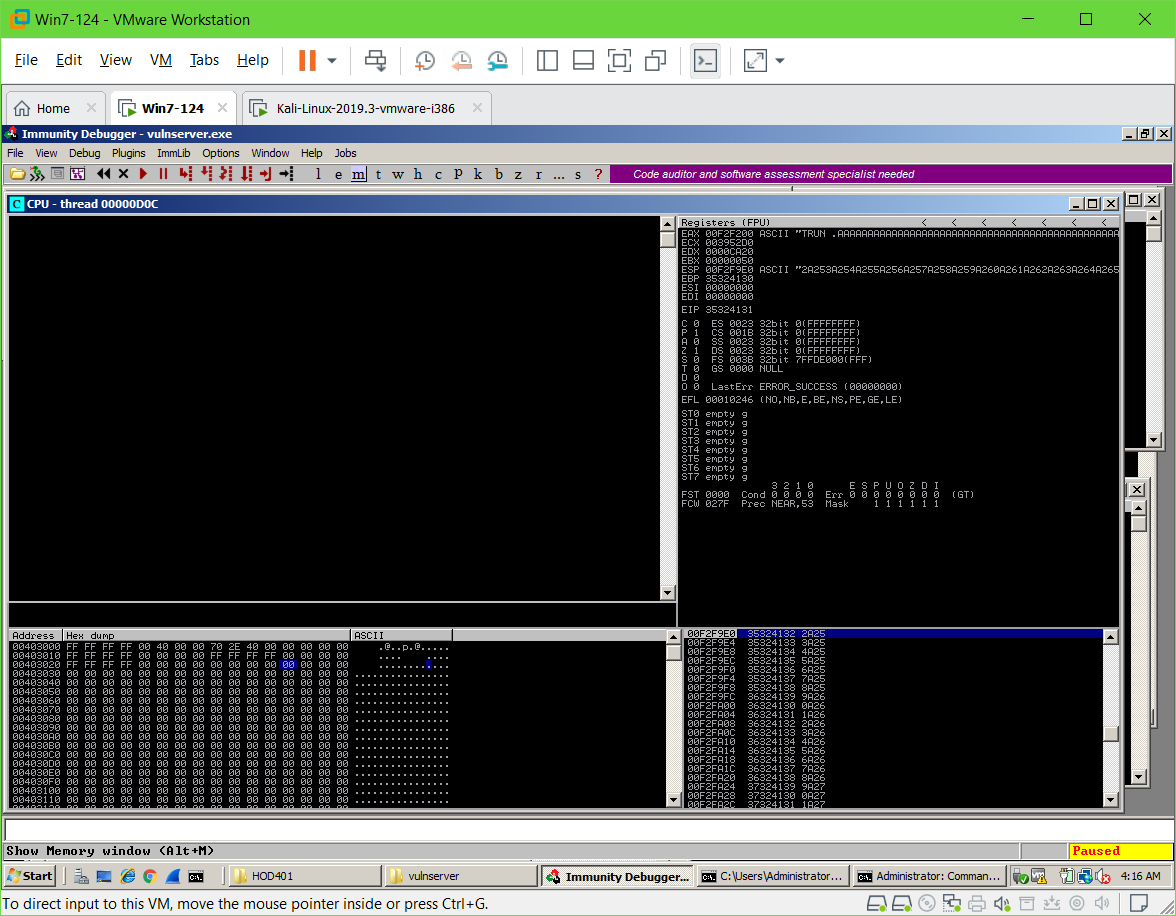 Win7-124 - VMware Workstation
File Edit View VM Tabs Help
Home Win7-124 Kali-Linux-2019.3-vmware-i386
Immunity Debugger - vulnserver.exe
File View Debug Plugins ImmLib Options Window Help Jobs
l e m t w h c P k b z r ... s ? Code auditor and software assessment specialist needed
C CPU - thread 00000D0C
Registers (FPU) < < < < < < <
EAX 00F2F200 ASCII "TRUN .AAAAAAAAAAAAAAAAAAAAAAAAAAAAAAAAAAAAAAAAAAAAAAA
ECX 003952D0
EDX 0000CA20
EBX 00000050
ESP 00F2F9E0 ASCII "2A253A254A255A256A257A258A259A260A261A262A263A264A265
EBP 35324130
ESI 00000000
EDI 00000000
EIP 35324131
C 0 ES 0023 32bit 0(FFFFFFFF)
P 1 CS 001B 32bit 0(FFFFFFFF)
A 0 SS 0023 32bit 0(FFFFFFFF)
Z 1 DS 0023 32bit 0(FFFFFFFF)
S 0 FS 003B 32bit 7FFDE000(FFF)
T 0 GS 0000 NULL
D 0
O 0 LastErr ERROR_SUCCESS (00000000)
EFL 00010246 (NO,NB,E,BE,NS,PE,GE,LE)
ST0 empty g
ST1 empty g
ST2 empty g
ST3 empty g
ST4 empty g
ST5 empty g
ST6 empty g
ST7 empty g
3 2 1 0 E S P U O Z D I
FST 0000 Cond 0 0 0 0 Err 0 0 0 0 0 0 0 0 (GT)
FCW 027F Prec NEAR,53 Mask 1 1 1 1 1 1
Address Hex dump ASCII
00403000 FF FF FF FF 00 40 00 00 70 2E 40 00 00 00 00 00 .@..p.@.....
00403010 FF FF FF FF 00 00 00 00 FF FF FF FF 00 00 00 00 .... ....
00403020 FF FF FF FF 00 00 00 00 00 00 00 00 00 00 00 00
00403030 00 00 00 00 00 00 00 00 00 00 00 00 00 00 00 00 ................
00403040 00 00 00 00 00 00 00 00 00 00 00 00 00 00 00 00 ................
00403050 00 00 00 00 00 00 00 00 00 00 00 00 00 00 00 00 ................
00403060 00 00 00 00 00 00 00 00 00 00 00 00 00 00 00 00 ................
00403070 00 00 00 00 00 00 00 00 00 00 00 00 00 00 00 00 ................
00403080 00 00 00 00 00 00 00 00 00 00 00 00 00 00 00 00 ................
00403090 00 00 00 00 00 00 00 00 00 00 00 00 00 00 00 00 ................
004030A0 00 00 00 00 00 00 00 00 00 00 00 00 00 00 00 00 ................
004030B0 00 00 00 00 00 00 00 00 00 00 00 00 00 00 00 00 ................
004030C0 00 00 00 00 00 00 00 00 00 00 00 00 00 00 00 00 ................
004030D0 00 00 00 00 00 00 00 00 00 00 00 00 00 00 00 00 ................
004030E0 00 00 00 00 00 00 00 00 00 00 00 00 00 00 00 00 ................
004030F0 00 00 00 00 00 00 00 00 00 00 00 00 00 00 00 00 ................
00403100 00 00 00 00 00 00 00 00 00 00 00 00 00 00 00 00 ................
00403110 00 00 00 00 00 00 00 00 00 00 00 00 00 00 00 00 ................
00F2F9E0 35324132 2A25
00F2F9E4 35324133 3A25
00F2F9E8 35324134 4A25
00F2F9EC 35324135 5A25
00F2F9F0 35324136 6A25
00F2F9F4 35324137 7A25
00F2F9F8 35324138 8A25
00F2F9FC 36324139 9A26
00F2FA00 36324130 0A26
00F2FA04 36324131 1A26
00F2FA08 36324132 2A26
00F2FA0C 36324133 3A26
00F2FA10 36324134 4A26
00F2FA14 36324135 5A26
00F2FA18 36324136 6A26
00F2FA1C 36324137 7A26
00F2FA20 36324138 8A26
00F2FA24 37324139 9A27
00F2FA28 37324130 0A27
00F2FA2C 37324131 1A27
Show Memory window (Alt+M) Paused
Start HOD401 vulnserver Immunity Debugger... C:\Users\Administrator... Administrator: Comman... 4:16 AM
To direct input to this VM, move the mouse pointer inside or press Ctrl+G.